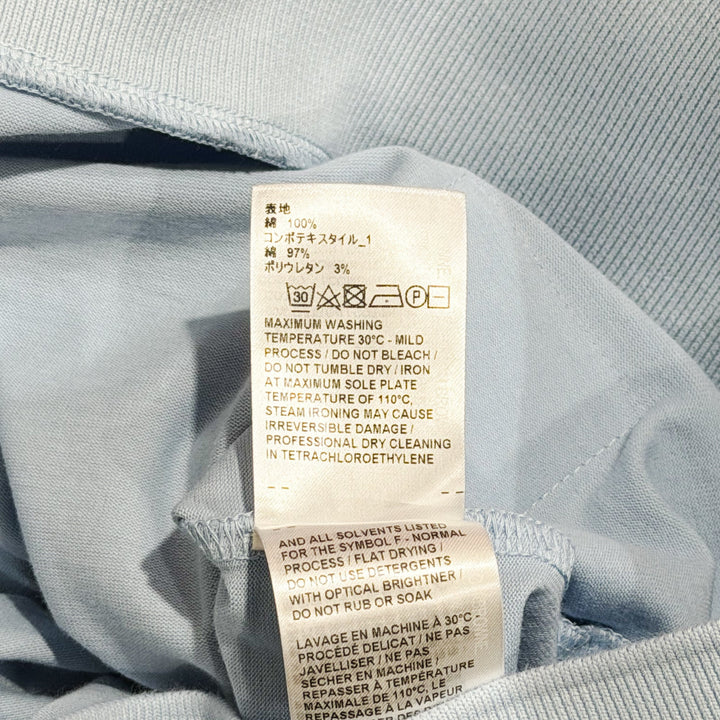 表地
綿 100%
コンポテキスタイル_1
綿 97%
ポリウレタン 3%
30 P
MAXIMUM WASHING
TEMPERATURE 30°C - MILD
PROCESS / DO NOT BLEACH /
DO NOT TUMBLE DRY / IRON
AT MAXIMUM SOLE PLATE
TEMPERATURE OF 110°C,
STEAM IRONING MAY CAUSE
IRREVERSIBLE DAMAGE /
PROFESSIONAL DRY CLEANING
IN TETRACHLOROETHYLENE
AND ALL SOLVENTS LISTED
FOR THE SYMBOL F - NORMAL
PROCESS / FLAT DRYING /
DO NOT USE DETERGENTS
WITH OPTICAL BRIGHTNER /
DO NOT RUB OR SOAK
LAVAGE EN MACHINE À 30°C -
PROCÉDÉ DELICAT / NE PAS
JAVELLISER / NE PAS
SÉCHER EN MACHINE /
REPASSER À TEMPÉRATURE
MAXIMALE DE 110°C, LE
REPASSAGE À LA VAPEUR